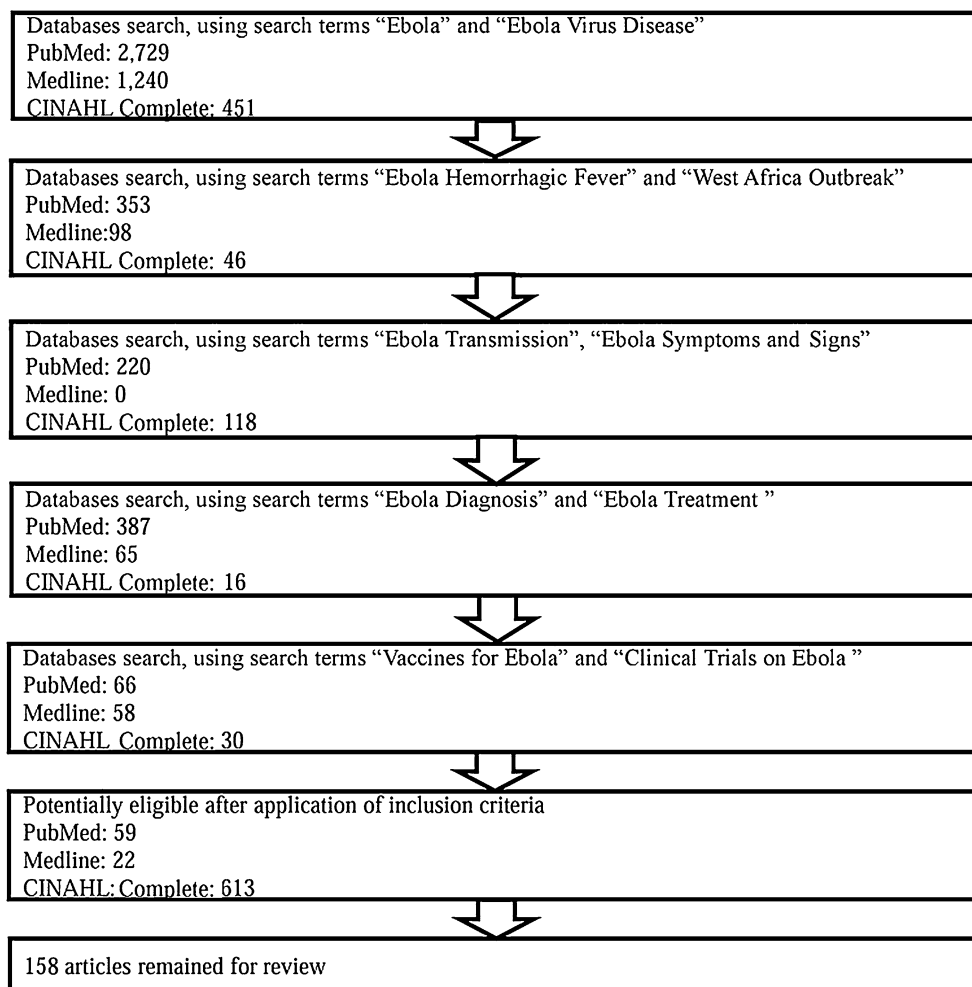 Databases search, using search terms “Ebola” and “Ebola Virus Disease”
PubMed: 2,729
Medline: 1,240
CINAHL Complete: 451
Databases search, using search terms “Ebola Hemorrhagic Fever” and “West Africa Outbreak”
PubMed: 353
Medline:98
CINAHL Complete: 46
Databases search, using search terms “Ebola Transmission”, “Ebola Symptoms and Signs”
PubMed: 220
Medline: 0
CINAHL Complete: 118
Databases search, using search terms “Ebola Diagnosis” and “Ebola Treatment ”
PubMed: 387
Medline: 65
CINAHL Complete: 16
Databases search, using search terms “Vaccines for Ebola” and “Clinical Trials on Ebola ”
PubMed: 66
Medline: 58
CINAHL Complete: 30
Potentially eligible after application of inclusion criteria
PubMed: 59
Medline: 22
CINAHL: Complete: 613
158 articles remained for review